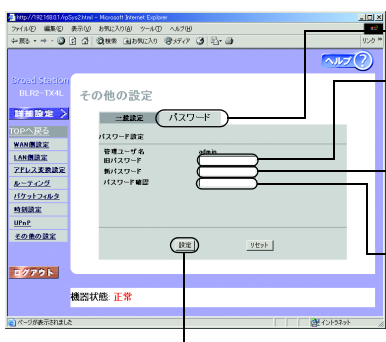 http://192.168.0.1/ipSys2.html - Microsoft Internet Explorer
ファイル(F) 編集(E) 表示(V) お気に入り(A) ツール(T) ヘルプ(H)
戻る 検索 お気に入り メディア リンク
ヘルプ ?
Broad Station
BLR2-TX4L
その他の設定
詳細設定 >
一般設定 パスワード
TOPへ戻る
パスワード設定
WAN側設定
管理ユーザ名 admin
LAN側設定
旧パスワード
アドレス変換設定
新パスワード
ルーティング
パスワード確認
パケットフィルタ
時刻設定
UPnP
その他の設定
設定 リセット
ログアウト
機器状態: 正常
ページが表示されました
イントラネット